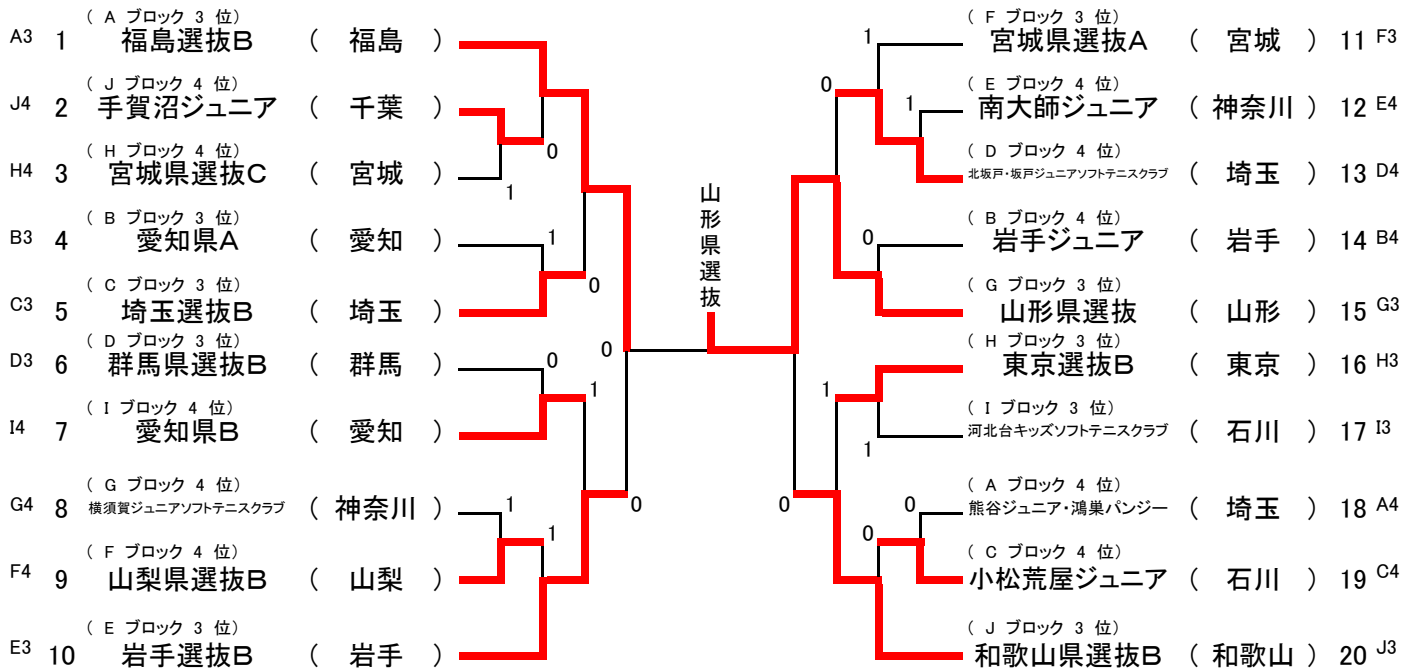 ( A ブロック 3 位)
A3 1 福島選抜B ( 福島 )
( J ブロック 4 位)
J4 2 手賀沼ジュニア ( 千葉 )
0
( H ブロック 4 位)
H4 3 宮城県選抜C ( 宮城 )
1
( B ブロック 3 位)
B4 4 愛知県A ( 愛知 ) 1
0
( C ブロック 3 位)
C3 5 埼玉選抜B ( 埼玉 )
0
( D ブロック 3 位)
D3 6 群馬県選抜B ( 群馬 ) 0
1
( I ブロック 4 位)
I4 7 愛知県B ( 愛知 )
( G ブロック 4 位)
G4 8 横須賀ジュニアソフトテニスクラブ ( 神奈川 ) 1
0
1
( F ブロック 4 位)
F4 9 山梨県選抜B ( 山梨 )
( E ブロック 3 位)
E3 10 岩手選抜B ( 岩手 )
山形県選抜
( F ブロック 3 位)
1 宮城県選抜A ( 宮城 ) 11 F3
0
( E ブロック 4 位)
1 南大師ジュニア ( 神奈川 ) 12 E4
( D ブロック 4 位)
北坂戸・坂戸ジュニアソフトテニスクラブ ( 埼玉 ) 13 D4
( B ブロック 4 位)
0 岩手ジュニア ( 岩手 ) 14 B4
( G ブロック 3 位)
山形県選抜 ( 山形 ) 15 G3
( H ブロック 3 位)
東京選抜B ( 東京 ) 16 H3
1
( I ブロック 3 位)
河北台キッズソフトテニスクラブ ( 石川 ) 17 I3
1
( A ブロック 4 位)
0 熊谷ジュニア・鴻巣パンジー ( 埼玉 ) 18 A4
0
0
( C ブロック 4 位)
小松荒屋ジュニア ( 石川 ) 19 C4
( J ブロック 3 位)
和歌山県選抜B ( 和歌山 ) 20 J3